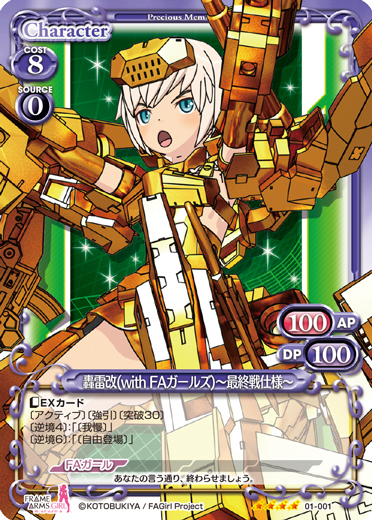 Precious Mem
Character
COST
8
SOURCE
0
100 AP
DP 100
轟雷改(with FAガールズ)～最終戦仕様～
EXカード
[アクティブ] [強引] [突破30]
[逆境4]:「[我慢]」
[逆境6]:「[自由登場]」
FAガール
あなたの言う通り、終わらせましょう。
FRAME ARMS GIRL
©KOTOBUKIYA / FAGirl Project
★★★★ 01-001